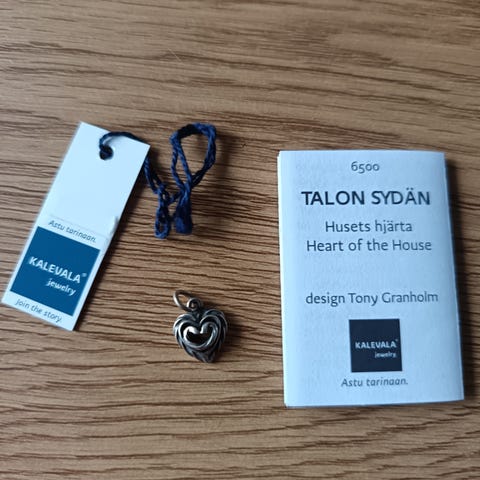 Astu tarinaan.
KALEVALA®
jewelry
Join the story.
6500
TALON SYDÄN
Husets hjärta
Heart of the House
design Tony Granholm
KALEVALA®
jewelry
Astu tarinaan.